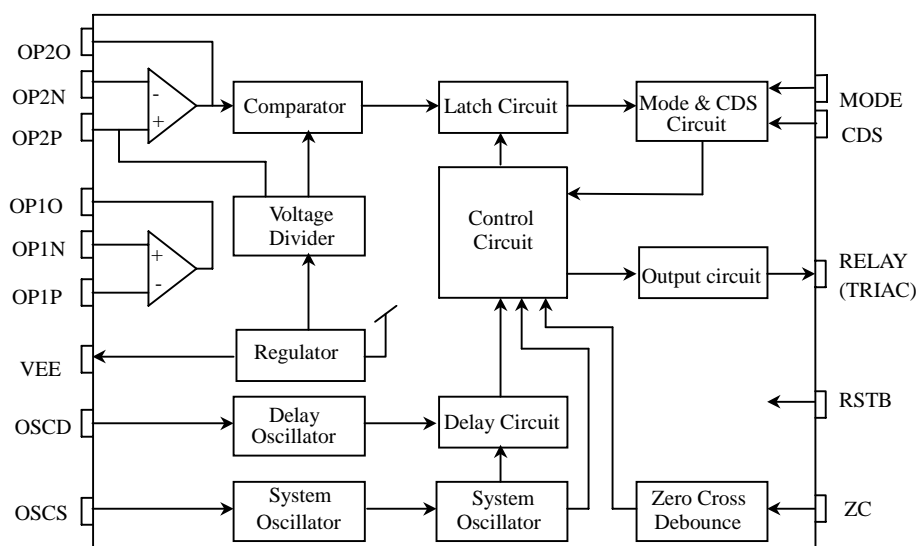 OP2O
OP2N
OP2P
-
+
Comparator
Latch Circuit
Mode & CDS
Circuit
MODE
CDS
OP1O
OP1N
OP1P
+
-
Voltage
Divider
Control
Circuit
Output circuit
RELAY
(TRIAC)
VEE
Regulator
RSTB
OSCD
Delay
Oscillator
Delay Circuit
OSCS
System
Oscillator
System
Oscillator
Zero Cross
Debounce
ZC